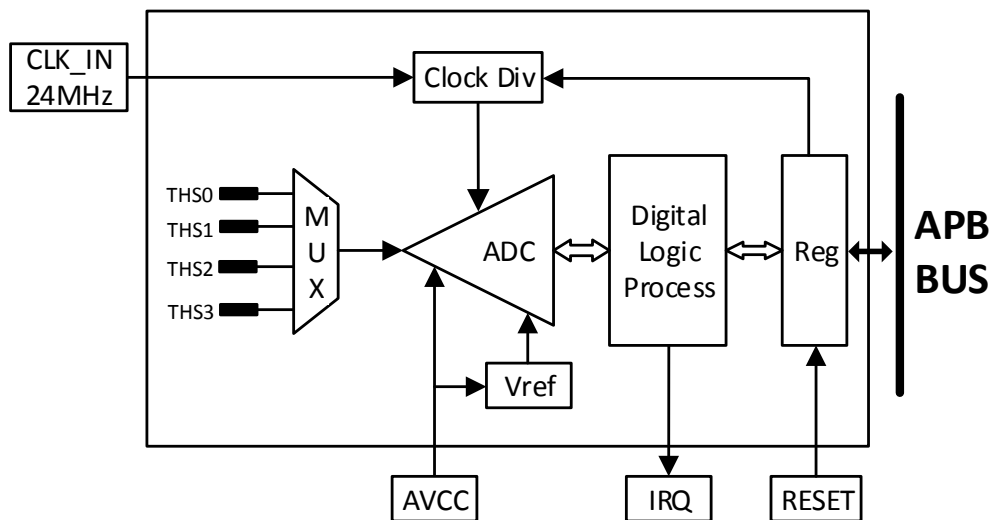 CLK_IN
24MHz
Clock Div
THS0
THS1
THS2
THS3
M
U
X
ADC
Digital
Logic
Process
Reg
APB
BUS
Vref
AVCC
IRQ
RESET